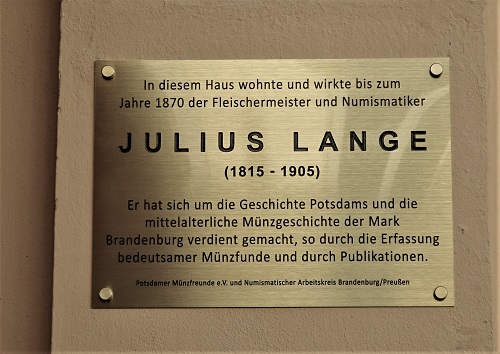 In diesem Haus wohnte und wirkte bis zum
Jahre 1870 der Fleischermeister und Numismatiker
JULIUS LANGE
(1815 - 1905)
Er hat sich um die Geschichte Potsdams und die
mittelalterliche Münzgeschichte der Mark
Brandenburg verdient gemacht, so durch die Erfassung
bedeutsamer Münzfunde und durch Publikationen.
Potsdamer Münzfreunde e.V. und Numismatischer Arbeitskreis Brandenburg/Preußen